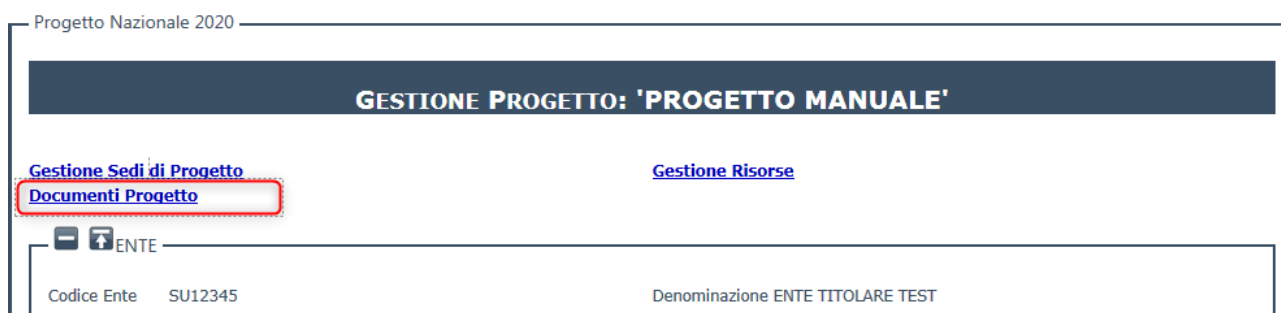 Progetto Nazionale 2020
GESTIONE PROGETTO: 'PROGETTO MANUALE'
Gestione Sedi di Progetto Gestione Risorse
Documenti Progetto
ENTE
Codice Ente SU12345 Denominazione ENTE TITOLARE TEST